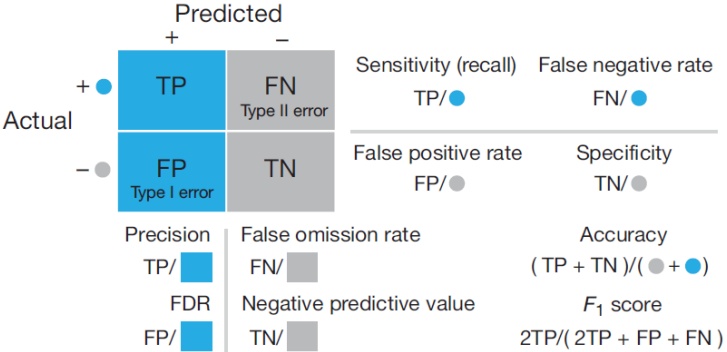 Predicted
+ −
+ TP FN Sensitivity (recall) False negative rate
Type II error TP/ FN/
Actual
− FP TN False positive rate Specificity
Type I error FP/ TN/
Precision False omission rate Accuracy
TP/ FN/ ( TP + TN )/( + )
FDR Negative predictive value F1 score
FP/ TN/ 2TP/( 2TP + FP + FN )